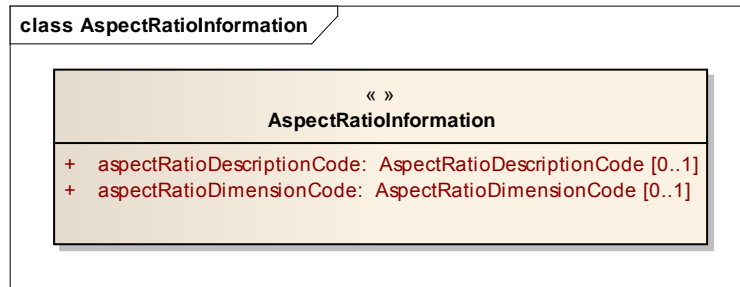 class AspectRatioInformation
« »
AspectRatioInformation
+ aspectRatioDescriptionCode: AspectRatioDescriptionCode [0..1]
+ aspectRatioDimensionCode: AspectRatioDimensionCode [0..1]